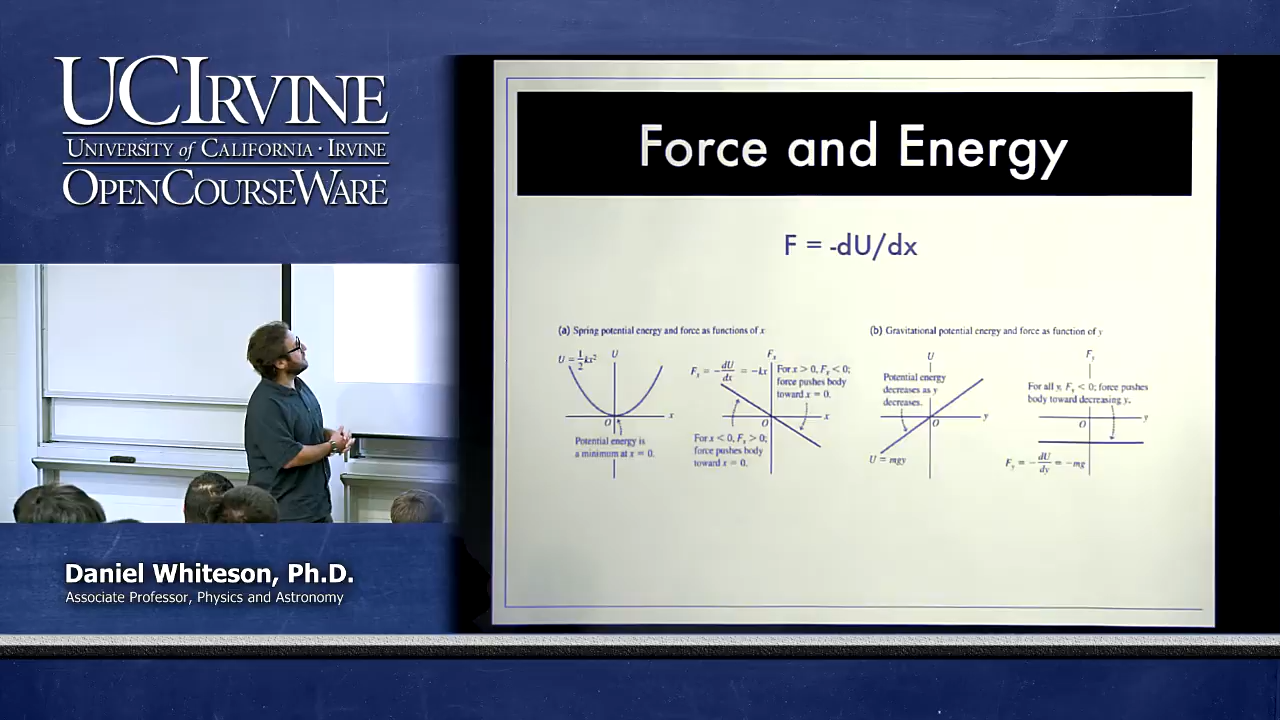 UCIRVINE
UNIVERSITY of CALIFORNIA · IRVINE
OPENCOURSEWARE
Force and Energy
F = -dU/dx
(a) Spring potential energy and force as functions of x
U = 1/2 kx²
U
x
O
Potential energy is
a minimum at x = 0.
Fx
Fx = - dU/dx = -kx
For x > 0, Fx < 0;
force pushes body
toward x = 0.
x
O
For x < 0, Fx > 0;
force pushes body
toward x = 0.
(b) Gravitational potential energy and force as function of y
U
Potential energy
decreases as y
decreases.
y
O
U = mgy
Fy
For all y, Fy < 0; force pushes
body toward decreasing y.
y
O
Fy = - dU/dy = -mg
Daniel Whiteson, Ph.D.
Associate Professor, Physics and Astronomy